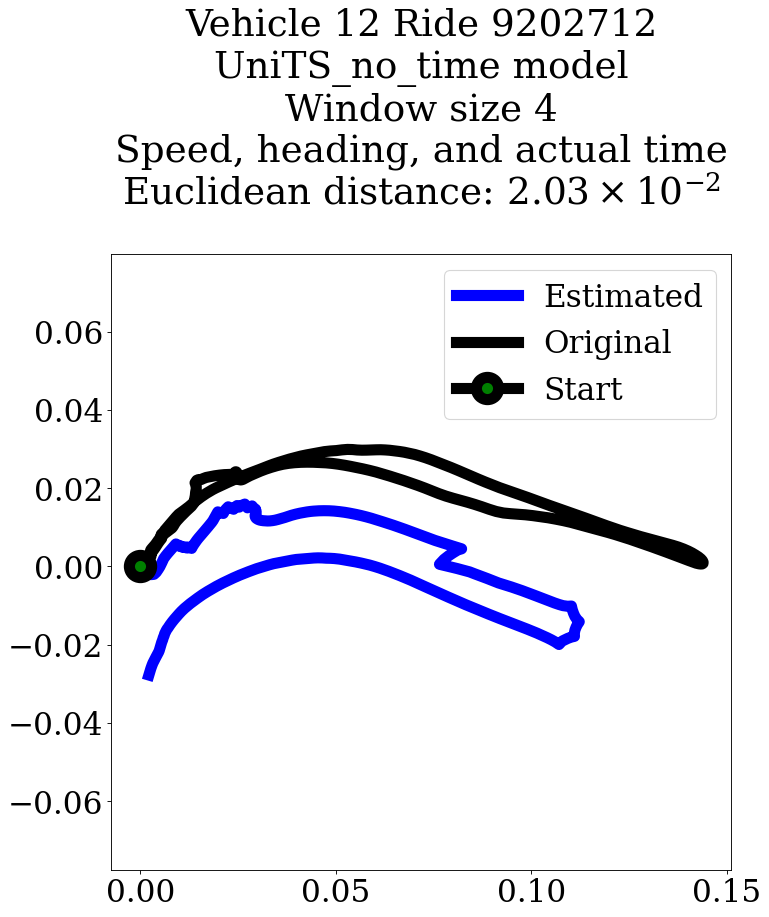 Vehicle 12 Ride 9202712
UniTS_no_time model
Window size 4
Speed, heading, and actual time
Euclidean distance: $2.03 \times 10^{-2}$
Estimated
Original
Start
0.06
0.04
0.02
0.00
−0.02
−0.04
−0.06
0.00 0.05 0.10 0.15